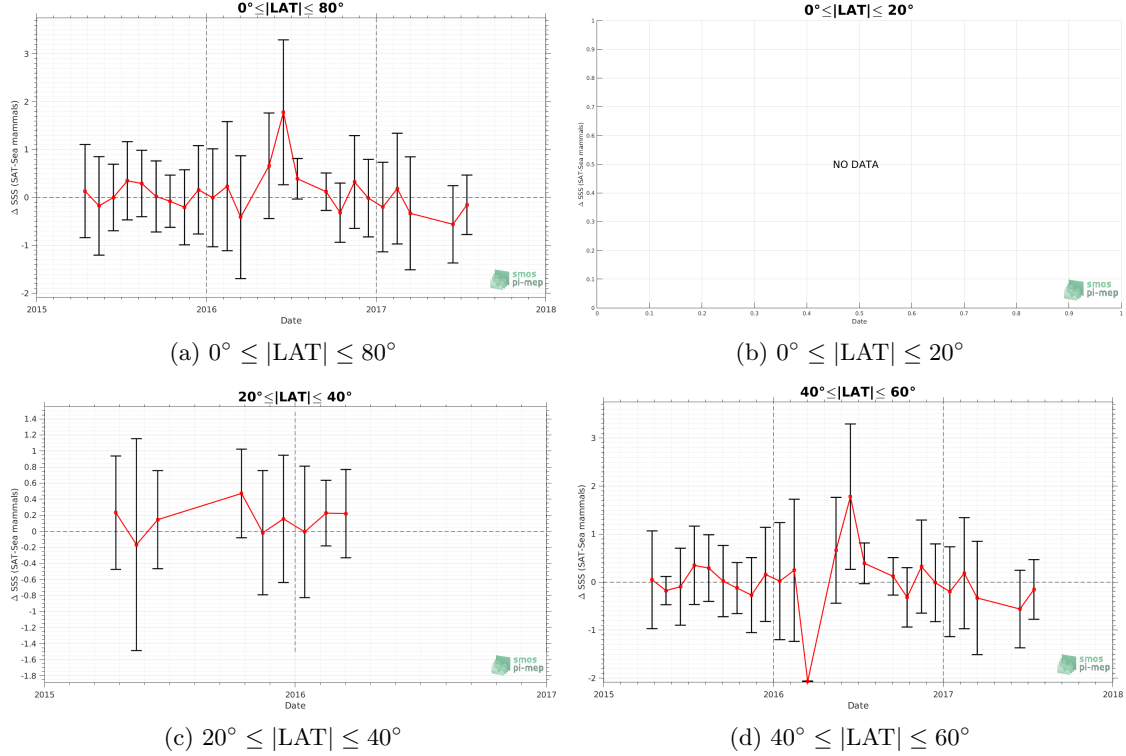 0°≤|LAT|≤ 80°
Δ SSS (SAT-Sea mammals)
3
2
1
0
-1
-2
2015
2016
2017
2018
Date
smos
pi-mep
(a) 0° ≤ |LAT| ≤ 80°
0°≤|LAT|≤ 20°
Δ SSS (SAT-Sea mammals)
1
0.9
0.8
0.7
0.6
0.5
0.4
0.3
0.2
0.1
0
NO DATA
0
0.1
0.2
0.3
0.4
0.5
0.6
0.7
0.8
0.9
1
Date
smos
pi-mep
(b) 0° ≤ |LAT| ≤ 20°
20°≤|LAT|≤ 40°
Δ SSS (SAT-Sea mammals)
1.4
1.2
1
0.8
0.6
0.4
0.2
0
-0.2
-0.4
-0.6
-0.8
-1
-1.2
-1.4
-1.6
-1.8
2015
2016
2017
Date
smos
pi-mep
(c) 20° ≤ |LAT| ≤ 40°
40°≤|LAT|≤ 60°
Δ SSS (SAT-Sea mammals)
3
2
1
0
-1
-2
2015
2016
2017
2018
Date
smos
pi-mep
(d) 40° ≤ |LAT| ≤ 60°